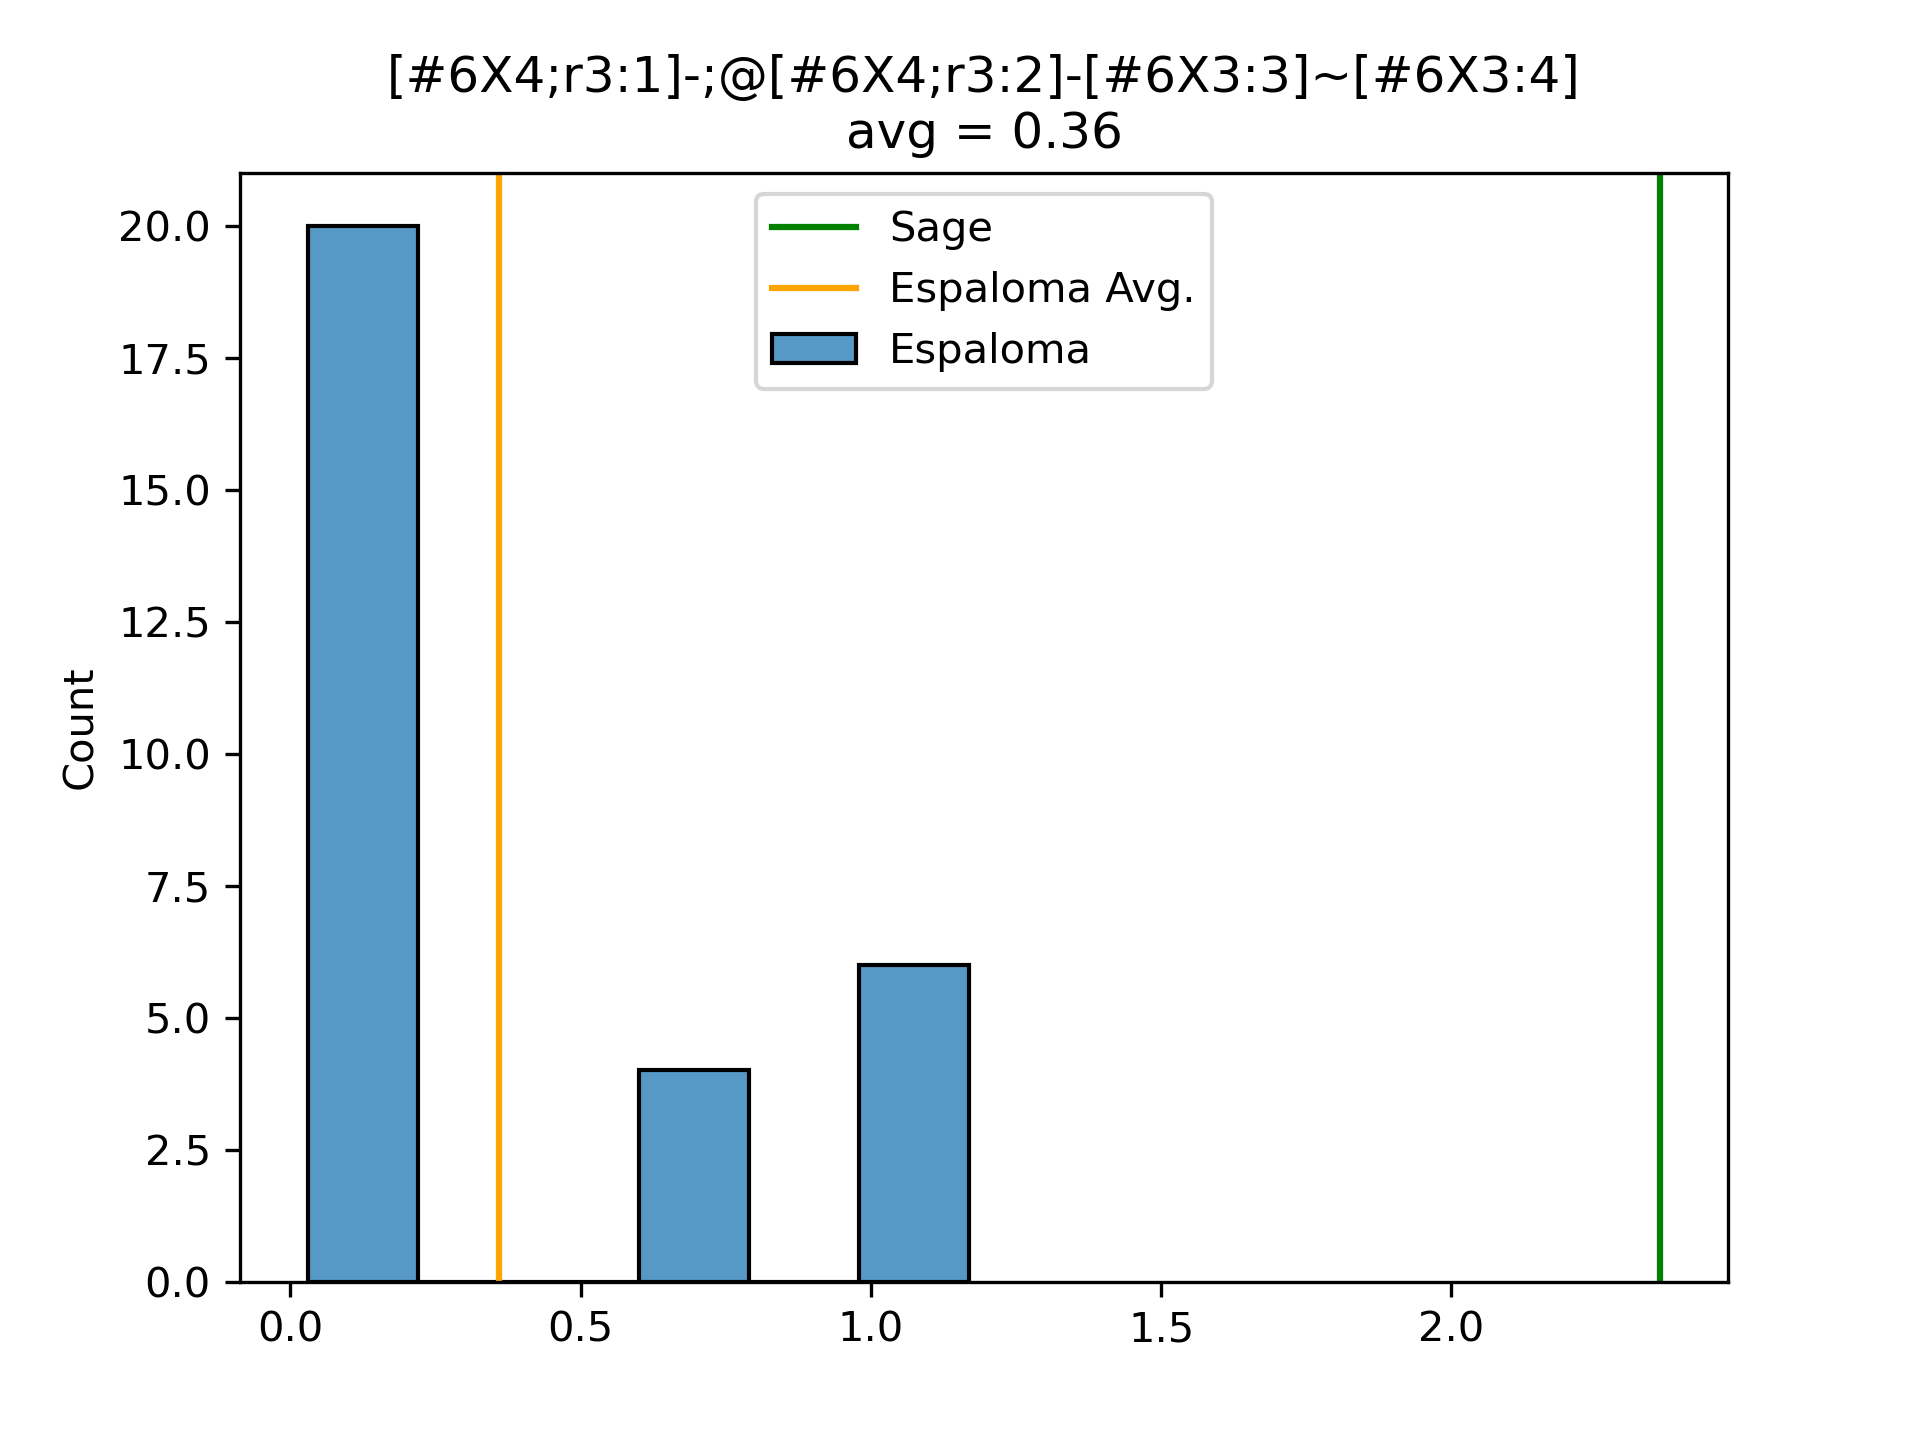 [#6X4;r3:1]-;@[#6X4;r3:2]-[#6X3:3]~[#6X3:4]
avg = 0.36
Sage
Espaloma Avg.
Espaloma
20.0
17.5
15.0
12.5
10.0
7.5
5.0
2.5
0.0
Count
0.0 0.5 1.0 1.5 2.0